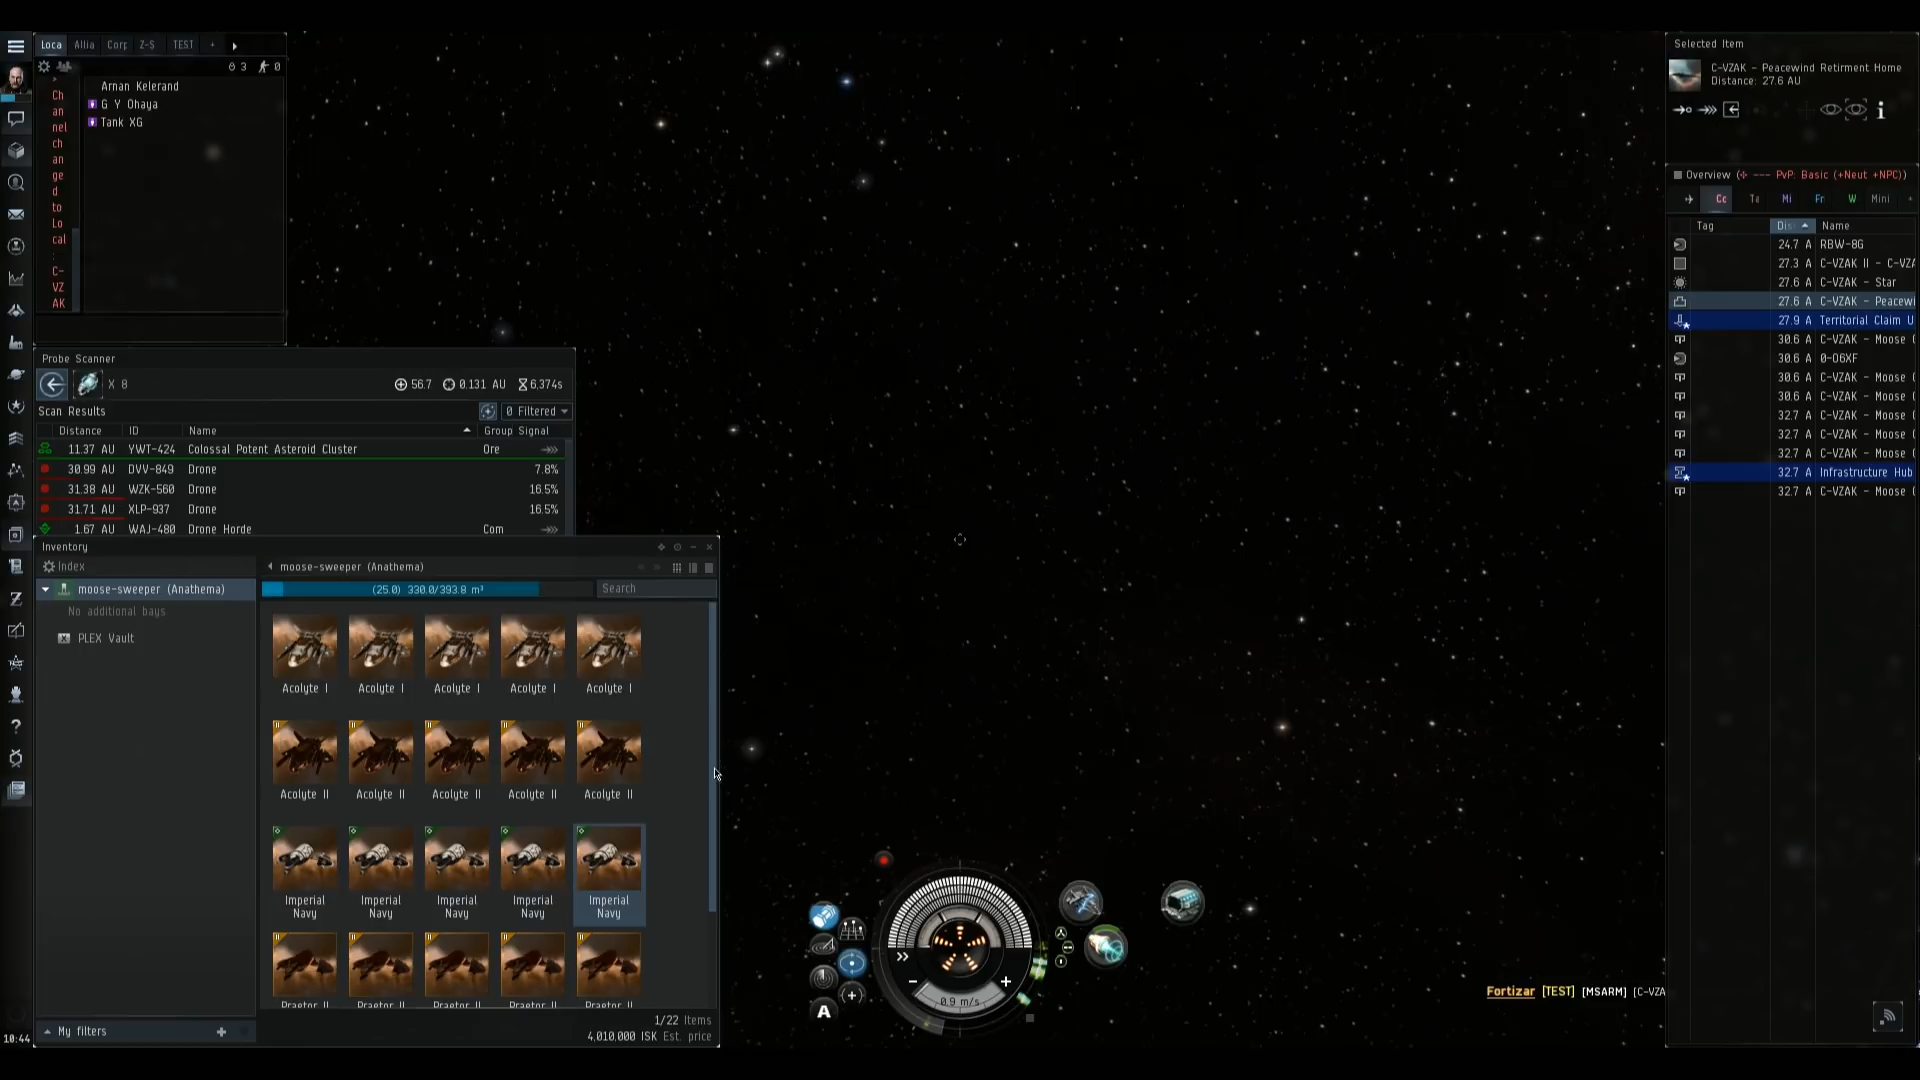 Loca Allia Corp Z-S TEST +
3 0
Ch
an
nel
ch
an
ge
d
to
Lo
cal
:
C-
VZ
AK
Arnan Kelerand
G Y Ohaya
Tank XG
Probe Scanner
X 8 56.7 0.131 AU 6,374s
Scan Results 0 Filtered
Distance ID Name Group Signal
11.37 AU YWT-424 Colossal Potent Asteroid Cluster Ore
30.99 AU DVV-849 Drone 7.8%
31.38 AU WZK-560 Drone 16.5%
31.71 AU XLP-937 Drone 16.5%
1.67 AU WAJ-480 Drone Horde Com
Inventory
Index
moose-sweeper (Anathema)
No additional bays
PLEX Vault
moose-sweeper (Anathema)
(25.0) 330.0/393.8 m³ Search
Acolyte I Acolyte I Acolyte I Acolyte I Acolyte I
Acolyte II Acolyte II Acolyte II Acolyte II Acolyte II
Imperial Imperial Imperial Imperial Imperial
Navy Navy Navy Navy Navy
Praetor II Praetor II Praetor II Praetor II Praetor II
My filters +
1/22 Items
4,010,000 ISK Est. price
10:44
0.9 m/s
A
Fortizar [TEST] [MSARM] [C-VZA
Selected Item
C-VZAK - Peacewind Retirment Home
Distance: 27.6 AU
Overview (--- PvP: Basic (+Neut +NPC))
Cc Ta Mi Fr W Mini +
Tag Dis Name
24.7 A RBW-8G
27.3 A C-VZAK II - C-VZA
27.6 A C-VZAK - Star
27.6 A C-VZAK - Peacewi
27.9 A Territorial Claim U
30.6 A C-VZAK - Moose (
30.6 A 0-O6XF
30.6 A C-VZAK - Moose (
30.6 A C-VZAK - Moose (
32.7 A C-VZAK - Moose (
32.7 A C-VZAK - Moose (
32.7 A C-VZAK - Moose (
32.7 A Infrastructure Hub
32.7 A C-VZAK - Moose (